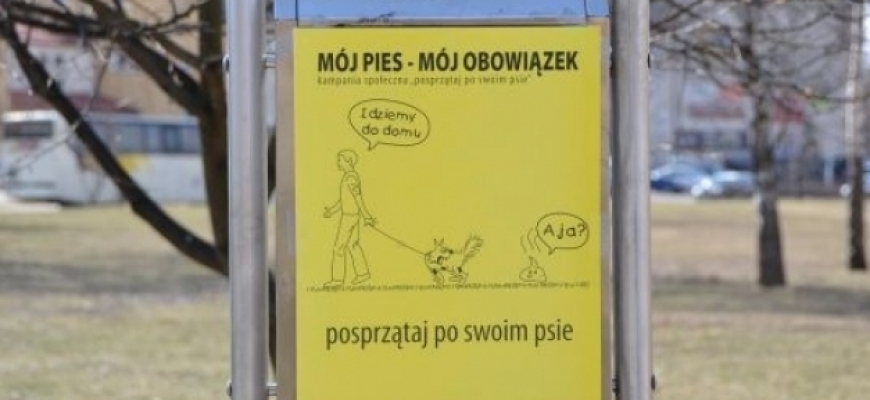 MÓJ PIES - MÓJ OBOWIĄZEK
Kampania społeczna „posprzątaj po swoim psie"
Idziemy
do domu
A ja?
posprzątaj po swoim psie